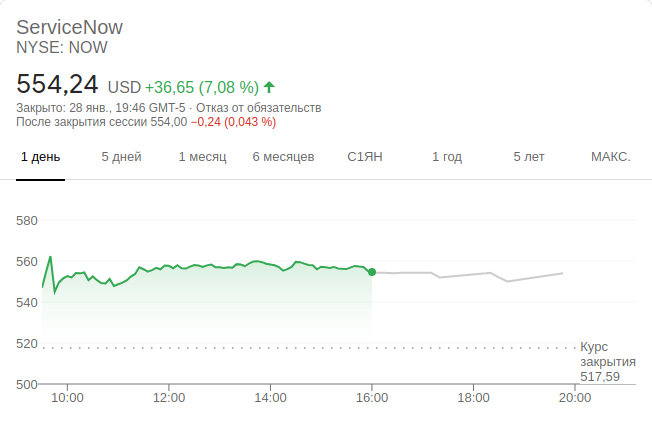 ServiceNow
NYSE: NOW
554,24 USD +36,65 (7,08 %)
Закрыто: 28 янв., 19:46 GMT-5 · Отказ от обязательств
После закрытия сессии 554,00 −0,24 (0,043 %)
1 день 5 дней 1 месяц 6 месяцев С1ЯН 1 год 5 лет МАКС.
580
560
540
520
Курс
закрытия
517,59
500
10:00 12:00 14:00 16:00 18:00 20:00